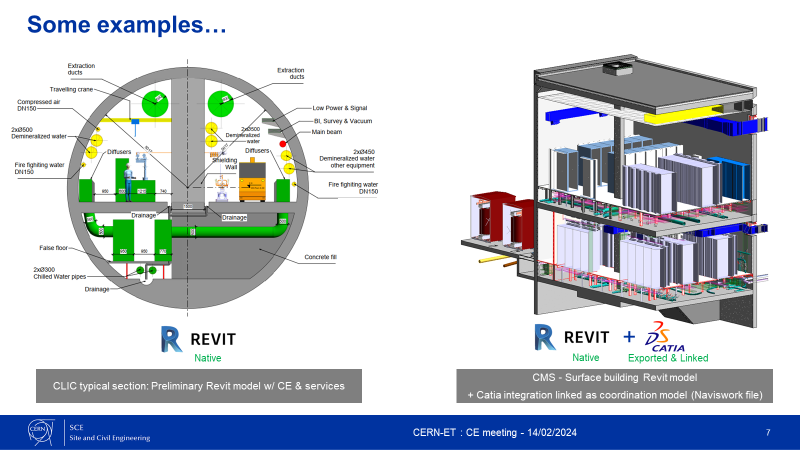 Some examples…
Extraction
ducts
Extraction
ducts
Travelling crane
Compressed air
DN150
Low Power & Signal
BI, Survey & Vacuum
Main beam
2xØ500
Demineralized water
2xØ500
Demineralized
water
Diffusers
Diffusers
2xØ450
Demineralized water
other equipment
Shielding
Wall
Fire fighiting water
DN150
Fire fighiting water
DN150
Drainage
Drainage
False floor
Concrete fill
2xØ300
Chilled Water pipes
Drainage
R REVIT
Native
R REVIT + DS CATIA
Native
Exported & Linked
CLIC typical section: Preliminary Revit model w/ CE & services
CMS - Surface building Revit model
+ Catia integration linked as coordination model (Naviswork file)
CERN
SCE
Site and Civil Engineering
CERN-ET : CE meeting - 14/02/2024
7